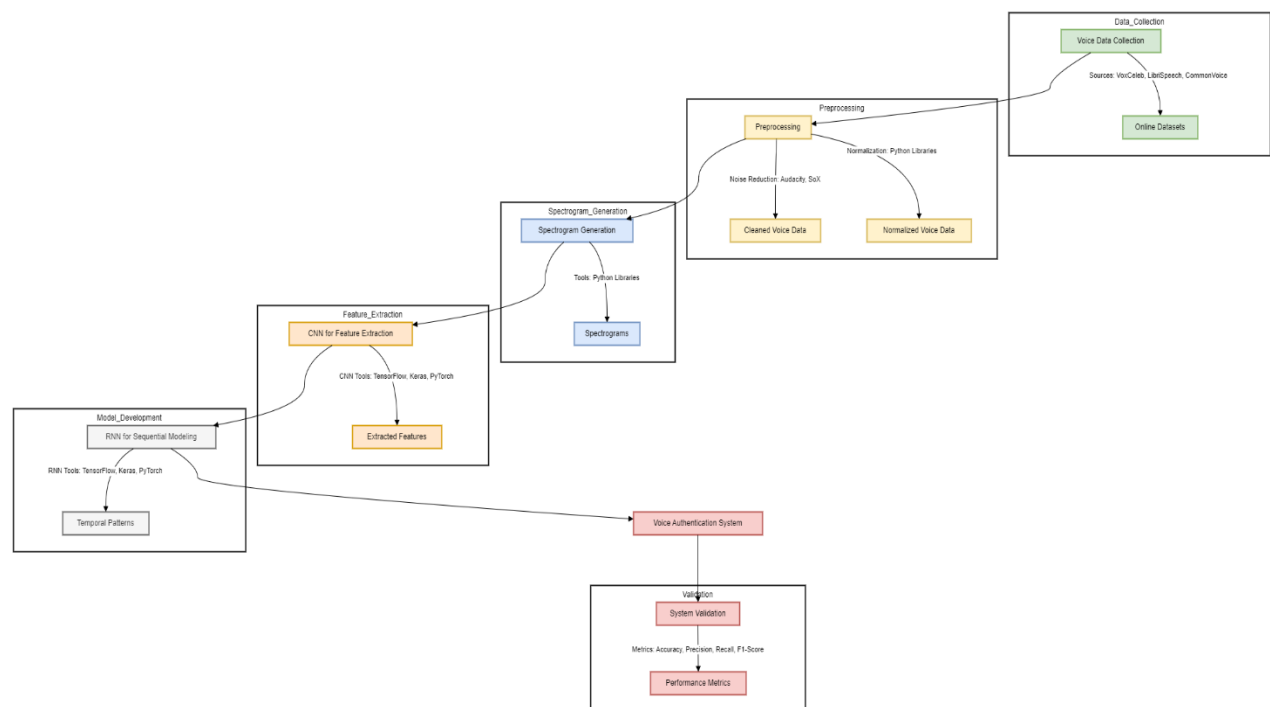 Data_Collection
Voice Data Collection
Sources: VoxCeleb, LibriSpeech, CommonVoice
Online Datasets
Preprocessing
Preprocessing
Normalization: Python Libraries
Noise Reduction: Audacity, SoX
Cleaned Voice Data
Normalized Voice Data
Spectrogram_Generation
Spectrogram Generation
Tools: Python Libraries
Spectrograms
Feature_Extraction
CNN for Feature Extraction
CNN Tools: TensorFlow, Keras, PyTorch
Extracted Features
Model_Development
RNN for Sequential Modeling
RNN Tools: TensorFlow, Keras, PyTorch
Temporal Patterns
Voice Authentication System
Validation
System Validation
Metrics: Accuracy, Precision, Recall, F1-Score
Performance Metrics